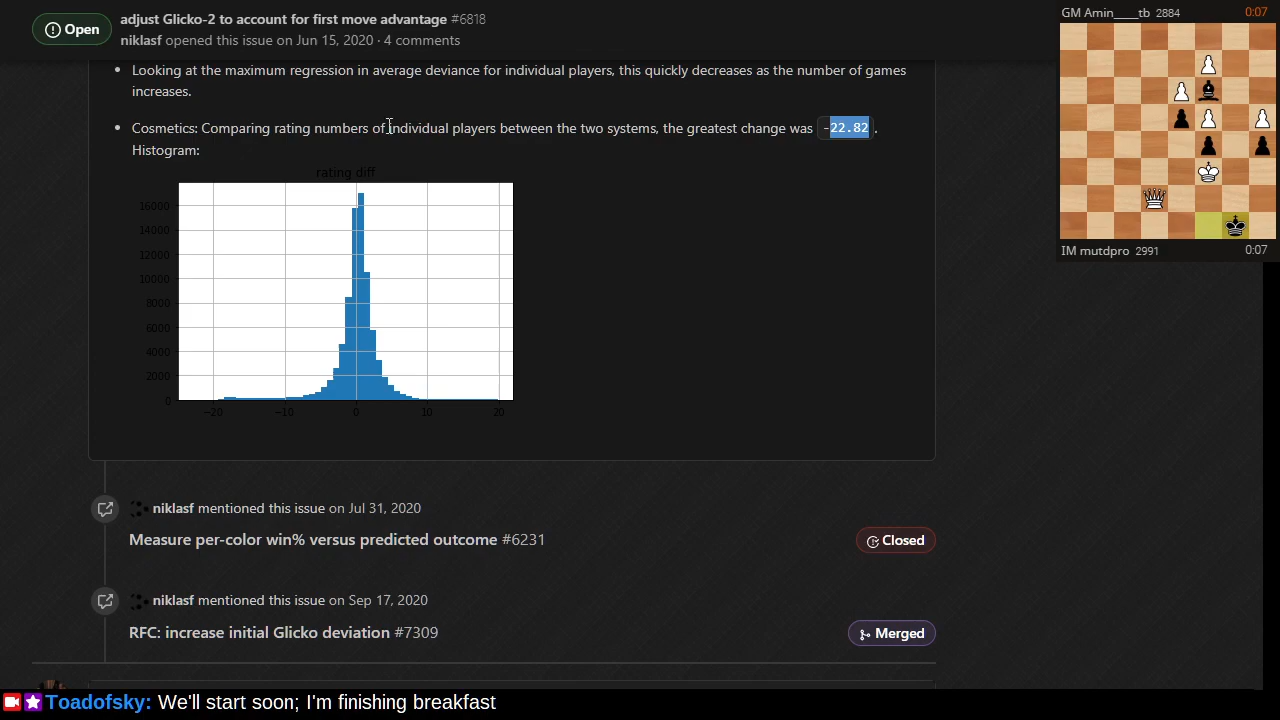 Open
adjust Glicko-2 to account for first move advantage #6818
niklasf opened this issue on Jun 15, 2020 · 4 comments
Looking at the maximum regression in average deviance for individual players, this quickly decreases as the number of games
increases.
Cosmetics: Comparing rating numbers of individual players between the two systems, the greatest change was -22.82 .
Histogram:
rating diff
16000
14000
12000
10000
8000
6000
4000
2000
0
−20 −10 0 10 20
niklasf mentioned this issue on Jul 31, 2020
Measure per-color win% versus predicted outcome #6231
Closed
niklasf mentioned this issue on Sep 17, 2020
RFC: increase initial Glicko deviation #7309
Merged
GM Amin____tb 2884 0:07
IM mutdpro 2991 0:07
Toadofsky: We'll start soon; I'm finishing breakfast